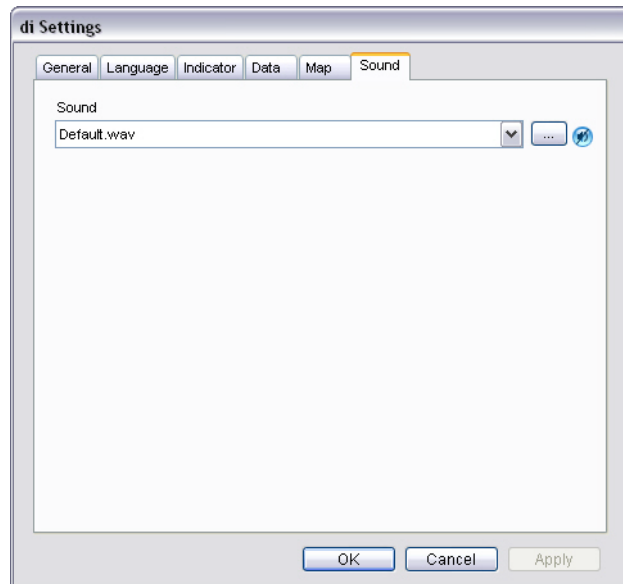 di Settings
General Language Indicator Data Map Sound
Sound
Default.wav ...
OK Cancel Apply